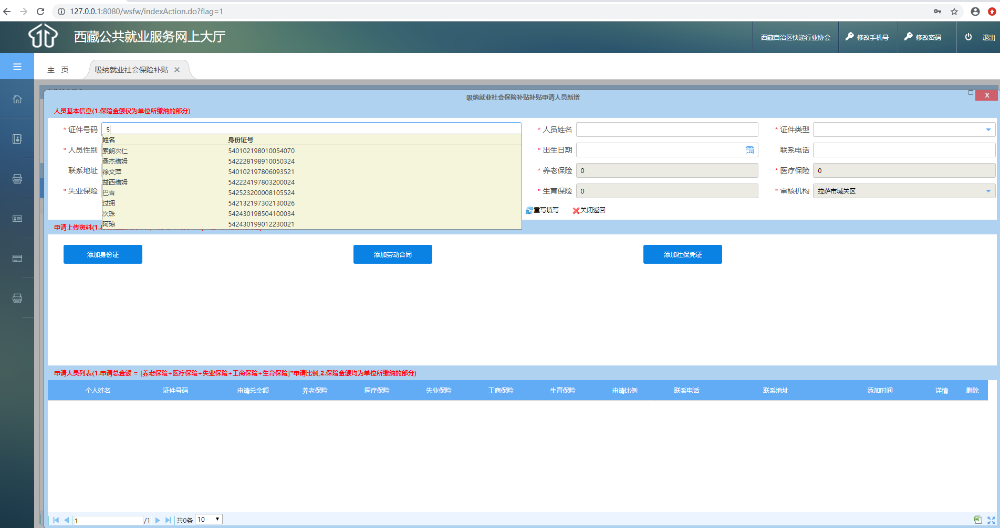 127.0.0.1:8080/wsfw/indexAction.do?flag=1
西藏公共就业服务网上大厅
西藏自治区快递行业协会 修改手机号 修改密码 退出
主 页 吸纳就业社会保险补贴
吸纳就业社会保险补贴补贴申请人员新增 X
人员基本信息(1.保险金额仅为单位所缴纳的部分)
* 证件号码 5 * 人员姓名 * 证件类型
姓名 身份证号
* 人员性别 * 出生日期 联系电话
索朗次仁 540102198010054070
桑杰措姆 542228198910050324
联系地址 * 养老保险 0 * 医疗保险 0
徐文萍 540102197806093521
益西措姆 542224197803200024
* 失业保险 * 生育保险 0 * 审核机构 拉萨市城关区
巴吉 542523200008105524
过拥 542132197302130026
次珠 542430198504100034
重写填写 关闭返回
阿琼 542430199012230021
申请上传资料(1.
添加身份证 添加劳动合同 添加社保凭证
申请人员列表(1.申请总金额 = [养老保险+医疗保险+失业保险+工商保险+生育保险]*申请比例,2.保险金额均为单位所缴纳的部分)
个人姓名 证件号码 申请总金额 养老保险 医疗保险 失业保险 工商保险 生育保险 申请比例 联系电话 联系地址 添加时间 详情 删除
1 /1 共0条 10